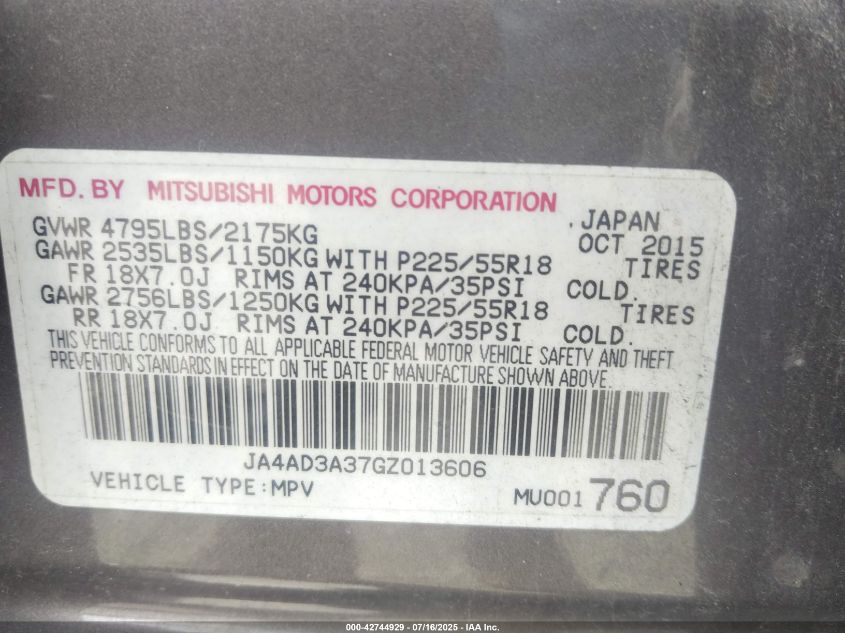 MFD. BY MITSUBISHI MOTORS CORPORATION
. JAPAN
GVWR 4795LBS/2175KG OCT 2015
GAWR 2535LBS/1150KG WITH P225/55R18 TIRES
FR 18X7.0J RIMS AT 240KPA/35PSI COLD.
GAWR 2756LBS/1250KG WITH P225/55R18 TIRES
RR 18X7.0J RIMS AT 240KPA/35PSI COLD.
THIS VEHICLE CONFORMS TO ALL APPLICABLE FEDERAL MOTOR VEHICLE SAFETY AND THEFT
PREVENTION STANDARDS IN EFFECT ON THE DATE OF MANUFACTURE SHOWN ABOVE.
JA4AD3A37GZ013606
VEHICLE TYPE:MPV MU001 760
000-42744929 - 07/16/2025 - IAA Inc.